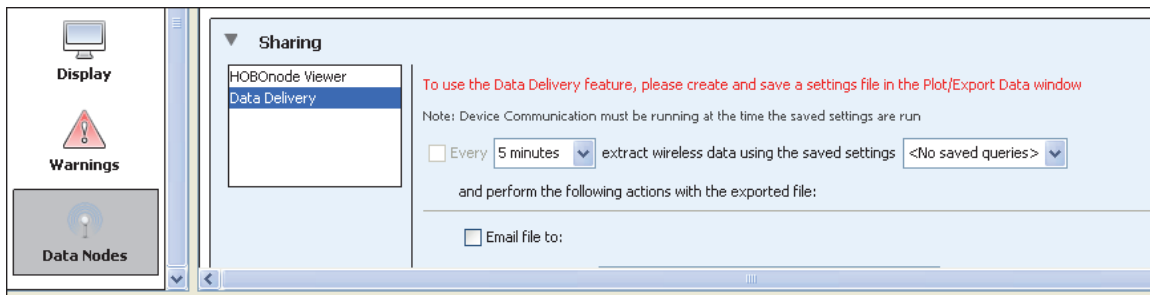 Display
Warnings
Data Nodes
Sharing
HOBOnode Viewer
Data Delivery
To use the Data Delivery feature, please create and save a settings file in the Plot/Export Data window
Note: Device Communication must be running at the time the saved settings are run
Every 5 minutes extract wireless data using the saved settings <No saved queries>
and perform the following actions with the exported file:
Email file to: